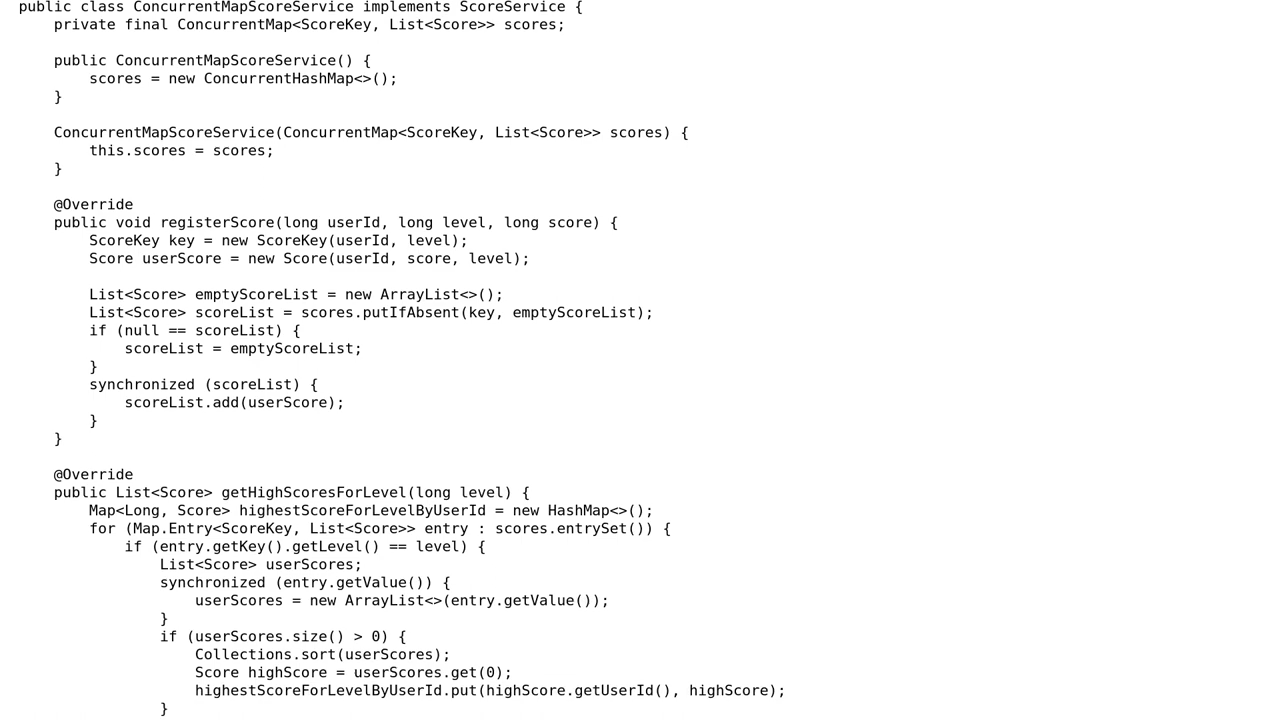 public class ConcurrentMapScoreService implements ScoreService {
    private final ConcurrentMap<ScoreKey, List<Score>> scores;

    public ConcurrentMapScoreService() {
        scores = new ConcurrentHashMap<>();
    }

    ConcurrentMapScoreService(ConcurrentMap<ScoreKey, List<Score>> scores) {
        this.scores = scores;
    }

    @Override
    public void registerScore(long userId, long level, long score) {
        ScoreKey key = new ScoreKey(userId, level);
        Score userScore = new Score(userId, score, level);

        List<Score> emptyScoreList = new ArrayList<>();
        List<Score> scoreList = scores.putIfAbsent(key, emptyScoreList);
        if (null == scoreList) {
            scoreList = emptyScoreList;
        }
        synchronized (scoreList) {
            scoreList.add(userScore);
        }
    }

    @Override
    public List<Score> getHighScoresForLevel(long level) {
        Map<Long, Score> highestScoreForLevelByUserId = new HashMap<>();
        for (Map.Entry<ScoreKey, List<Score>> entry : scores.entrySet()) {
            if (entry.getKey().getLevel() == level) {
                List<Score> userScores;
                synchronized (entry.getValue()) {
                    userScores = new ArrayList<>(entry.getValue());
                }
                if (userScores.size() > 0) {
                    Collections.sort(userScores);
                    Score highScore = userScores.get(0);
                    highestScoreForLevelByUserId.put(highScore.getUserId(), highScore);
                }